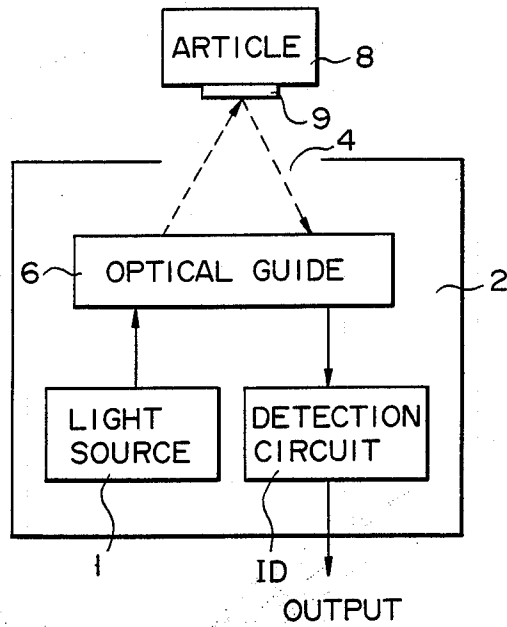 ARTICLE
8
9
4
6
OPTICAL GUIDE
2
LIGHT
SOURCE
DETECTION
CIRCUIT
1
ID
OUTPUT